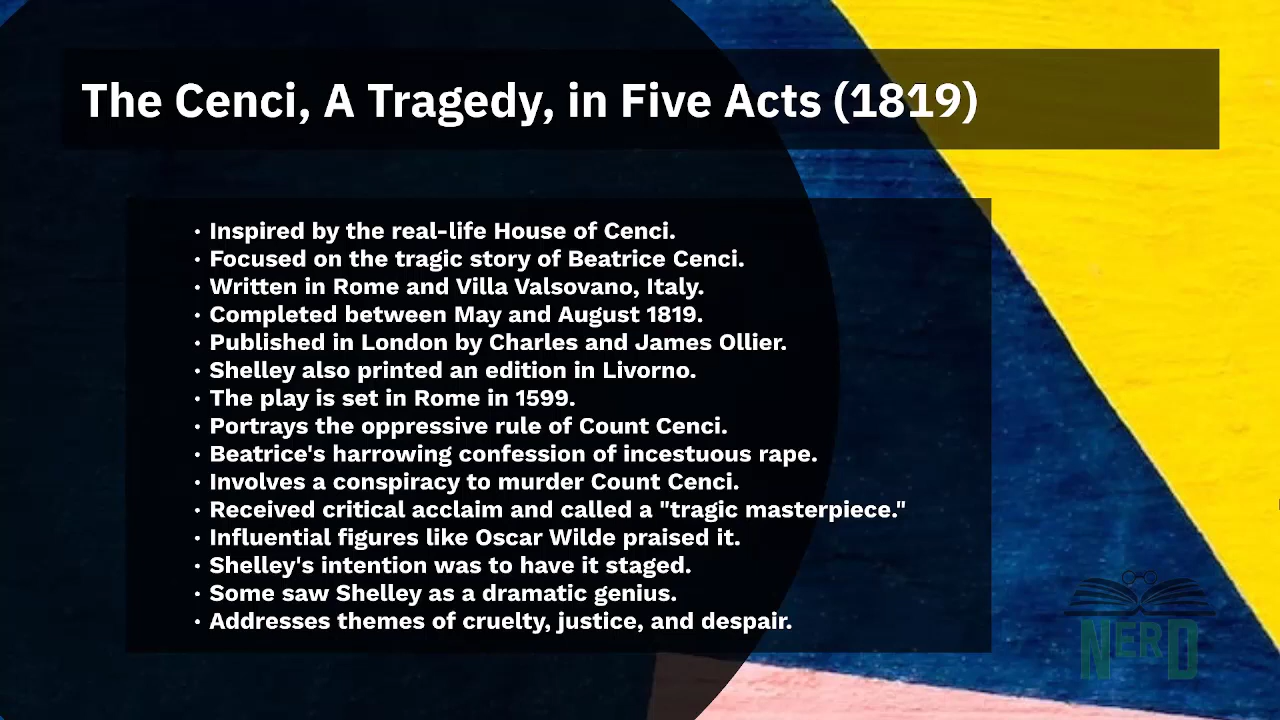 The Cenci, A Tragedy, in Five Acts (1819)
• Inspired by the real-life House of Cenci.
• Focused on the tragic story of Beatrice Cenci.
• Written in Rome and Villa Valsovano, Italy.
• Completed between May and August 1819.
• Published in London by Charles and James Ollier.
• Shelley also printed an edition in Livorno.
• The play is set in Rome in 1599.
• Portrays the oppressive rule of Count Cenci.
• Beatrice's harrowing confession of incestuous rape.
• Involves a conspiracy to murder Count Cenci.
• Received critical acclaim and called a "tragic masterpiece."
• Influential figures like Oscar Wilde praised it.
• Shelley's intention was to have it staged.
• Some saw Shelley as a dramatic genius.
• Addresses themes of cruelty, justice, and despair.
NERD